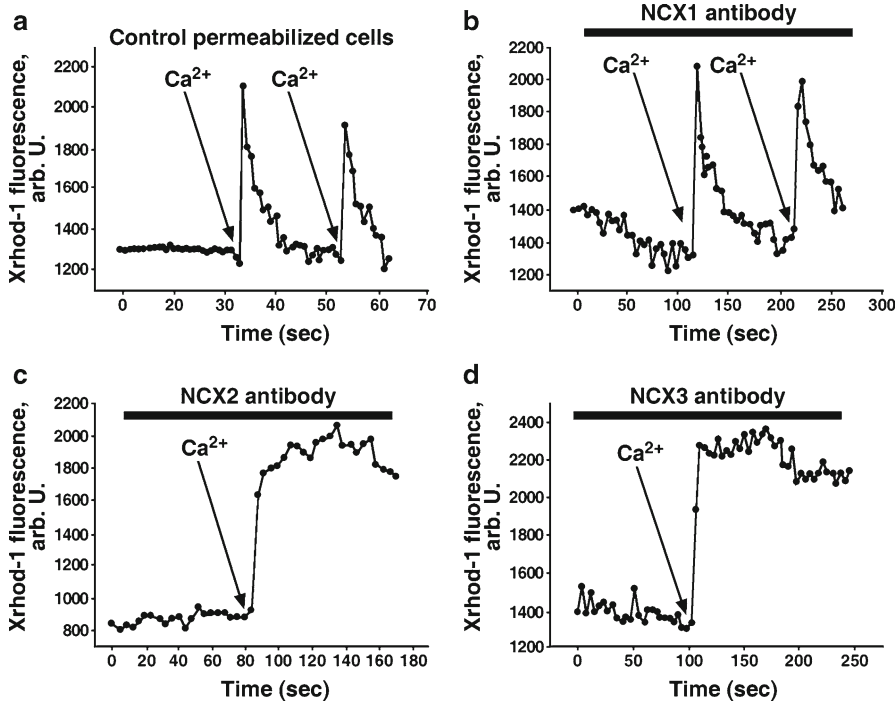 a
Control permeabilized cells
Xrhod-1 fluorescence,
arb. U.
2200
2000
1800
1600
1400
1200
Ca2+
Ca2+
0 10 20 30 40 50 60 70
Time (sec)
b
NCX1 antibody
Xrhod-1 fluorescence,
arb. U.
2200
2000
1800
1600
1400
1200
Ca2+
Ca2+
0 50 100 150 200 250 300
Time (sec)
c
NCX2 antibody
Xrhod-1 fluorescence,
arb. U.
2200
2000
1800
1600
1400
1200
1000
800
Ca2+
0 20 40 60 80 100 120 140 160 180
Time (sec)
d
NCX3 antibody
Xrhod-1 fluorescence,
arb. U.
2400
2200
2000
1800
1600
1400
1200
Ca2+
0 50 100 150 200 250
Time (sec)